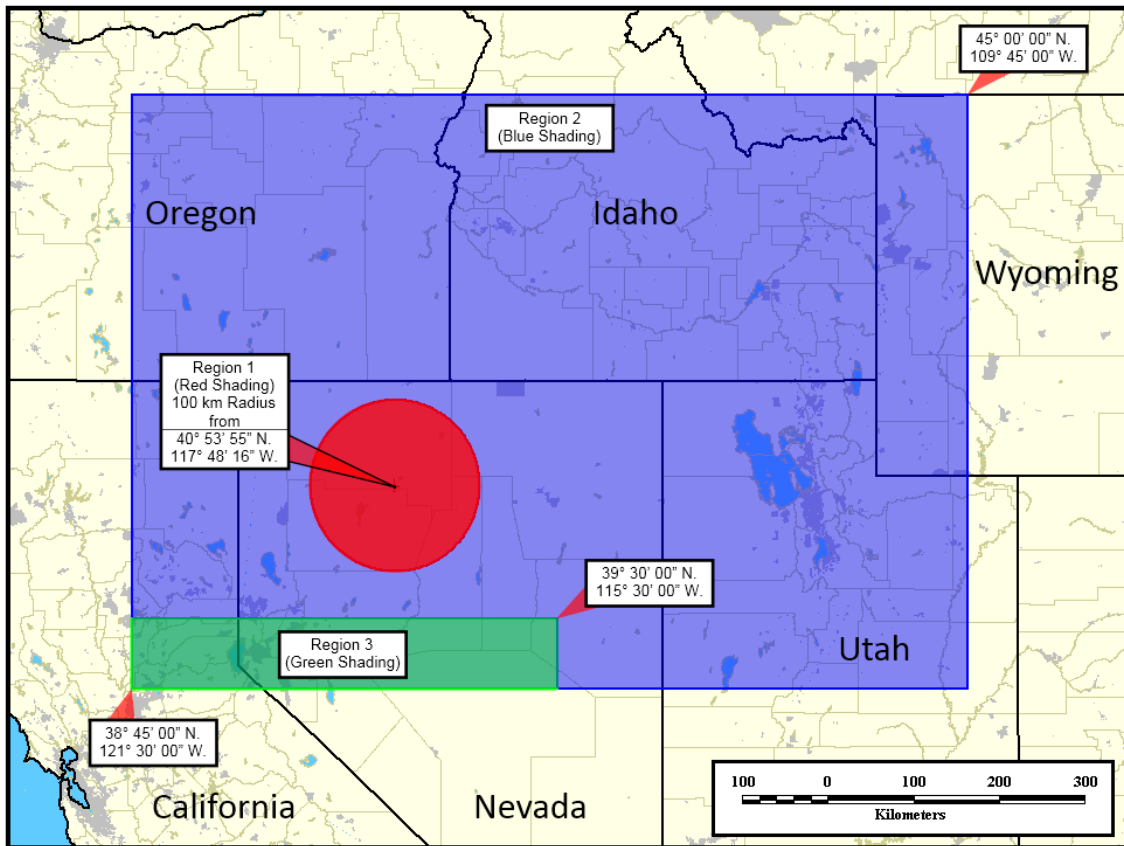 45° 00’ 00” N.
109° 45’ 00” W.
Region 2
(Blue Shading)
Oregon
Idaho
Wyoming
Region 1
(Red Shading)
100 km Radius
from
40° 53’ 55” N.
117° 48’ 16” W.
39° 30’ 00” N.
115° 30’ 00” W.
Region 3
(Green Shading)
Utah
38° 45’ 00” N.
121° 30’ 00” W.
California
Nevada
100 0 100 200 300
Kilometers